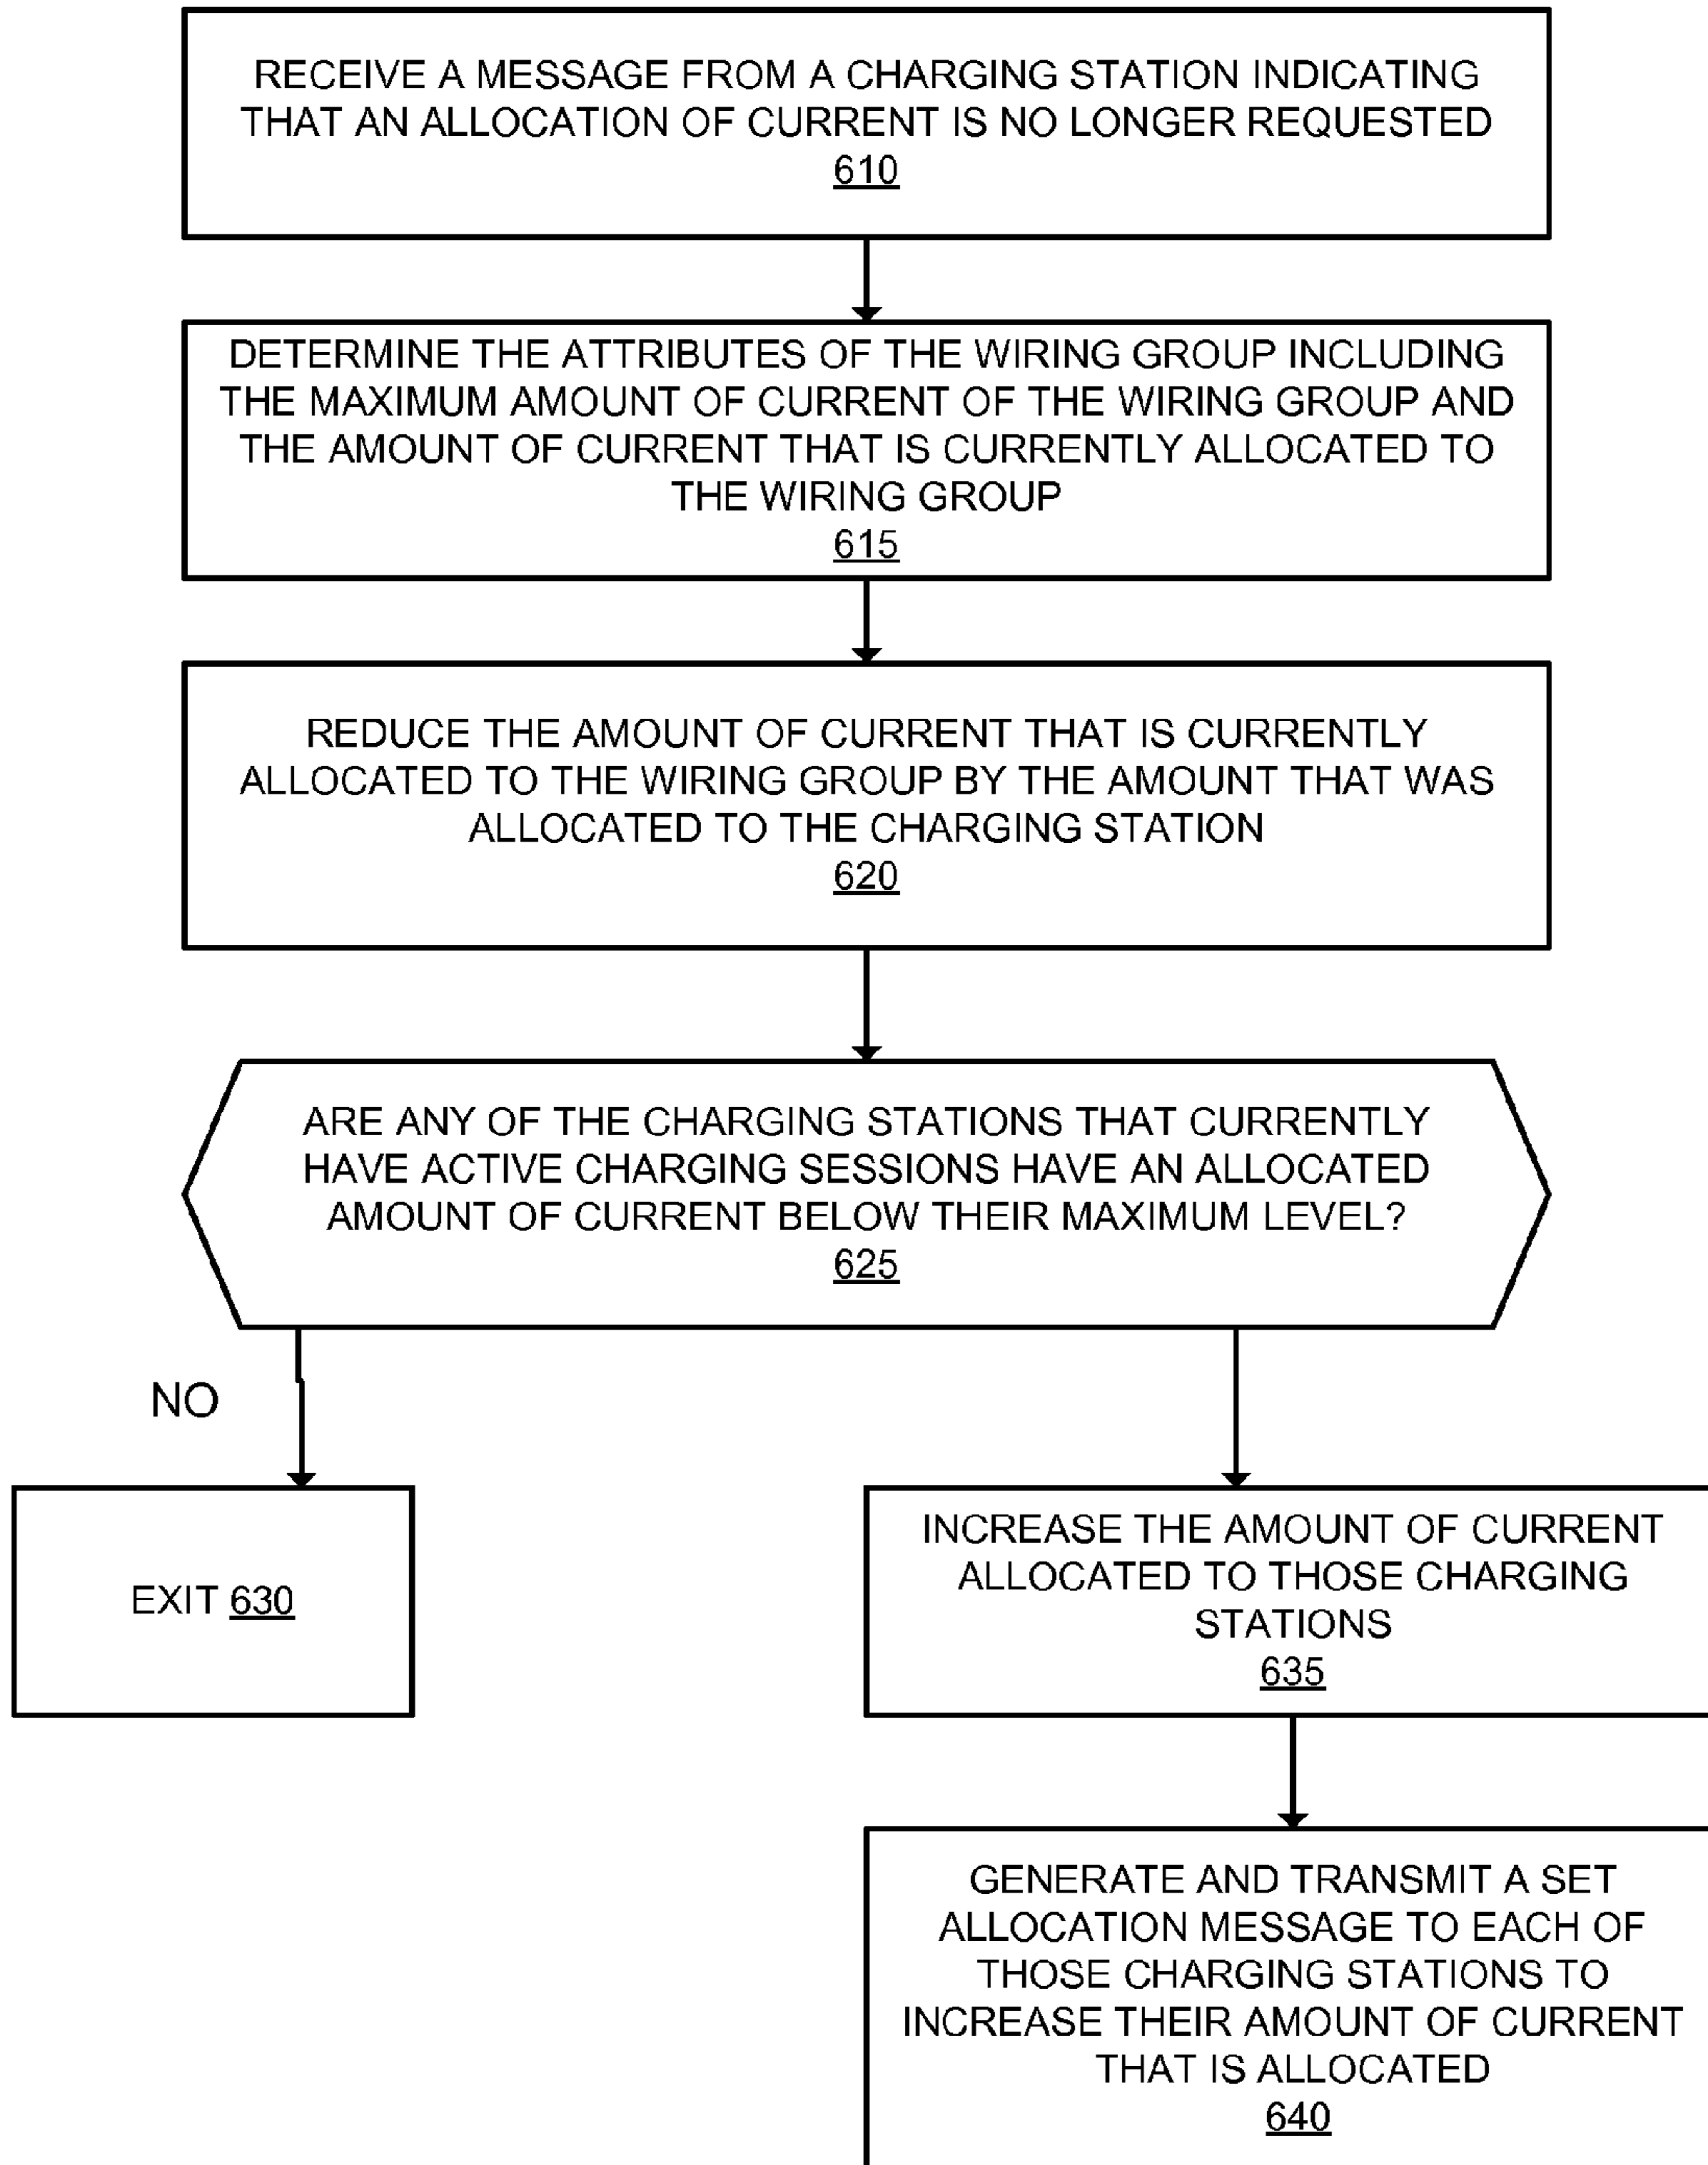 RECEIVE A MESSAGE FROM A CHARGING STATION INDICATING
THAT AN ALLOCATION OF CURRENT IS NO LONGER REQUESTED
610
DETERMINE THE ATTRIBUTES OF THE WIRING GROUP INCLUDING
THE MAXIMUM AMOUNT OF CURRENT OF THE WIRING GROUP AND
THE AMOUNT OF CURRENT THAT IS CURRENTLY ALLOCATED TO
THE WIRING GROUP
615
REDUCE THE AMOUNT OF CURRENT THAT IS CURRENTLY
ALLOCATED TO THE WIRING GROUP BY THE AMOUNT THAT WAS
ALLOCATED TO THE CHARGING STATION
620
ARE ANY OF THE CHARGING STATIONS THAT CURRENTLY
HAVE ACTIVE CHARGING SESSIONS HAVE AN ALLOCATED
AMOUNT OF CURRENT BELOW THEIR MAXIMUM LEVEL?
625
NO
EXIT 630
INCREASE THE AMOUNT OF CURRENT
ALLOCATED TO THOSE CHARGING
STATIONS
635
GENERATE AND TRANSMIT A SET
ALLOCATION MESSAGE TO EACH OF
THOSE CHARGING STATIONS TO
INCREASE THEIR AMOUNT OF CURRENT
THAT IS ALLOCATED
640